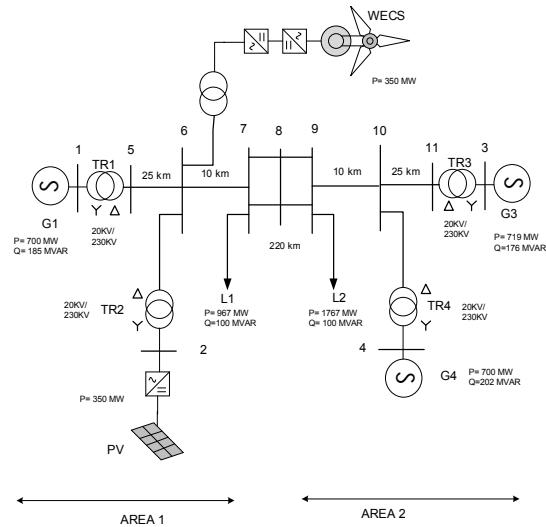 WECS
P= 350 MW
6
7
8
9
10
1
5
11
3
TR1
25 km
10 km
10 km
25 km
TR3
G1
20KV/
230KV
220 km
20KV/
230KV
G3
P= 700 MW
Q= 185 MVAR
P= 719 MW
Q=176 MVAR
L1
P= 967 MW
Q=100 MVAR
L2
P= 1767 MW
Q= 100 MVAR
20KV/
230KV
TR2
TR4
20KV/
230KV
2
4
P= 350 MW
G4
P= 700 MW
Q=202 MVAR
PV
AREA 1
AREA 2